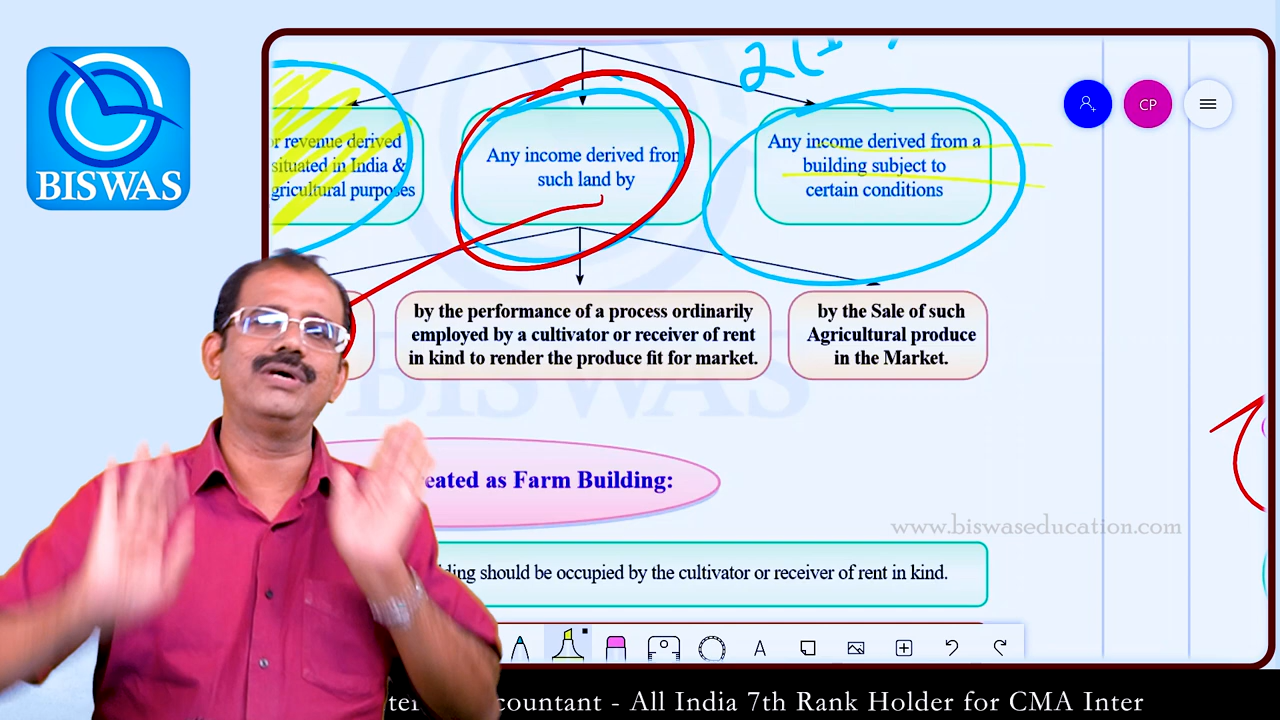 BISWAS
2(
CP
r revenue derived
situated in India &
gricultural purposes
Any income derived from
such land by
Any income derived from a
building subject to
certain conditions
by the performance of a process ordinarily
employed by a cultivator or receiver of rent
in kind to render the produce fit for market.
by the Sale of such
Agricultural produce
in the Market.
BISWAS
eated as Farm Building:
www.biswaseducation.com
ding should be occupied by the cultivator or receiver of rent in kind.
A
countant - All India 7th Rank Holder for CMA Inter